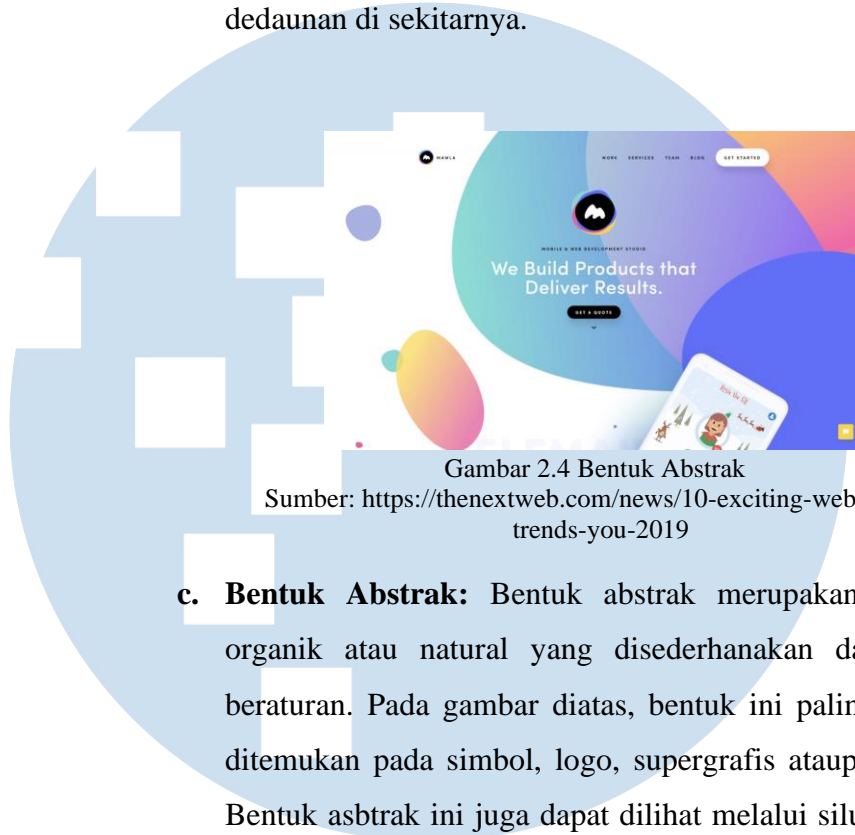 dedaunan di sekitarnya.
MAWLA
WORK SERVICES TEAM BLOG GET STARTED
MOBILE & WEB DEVELOPMENT STUDIO
We Build Products that
Deliver Results.
GET A QUOTE
Gambar 2.4 Bentuk Abstrak
Sumber: https://thenextweb.com/news/10-exciting-web
trends-you-2019
c. Bentuk Abstrak: Bentuk abstrak merupakan
organik atau natural yang disederhanakan da
beraturan. Pada gambar diatas, bentuk ini palin
ditemukan pada simbol, logo, supergrafis ataup
Bentuk asbtrak ini juga dapat dilihat melalui silu